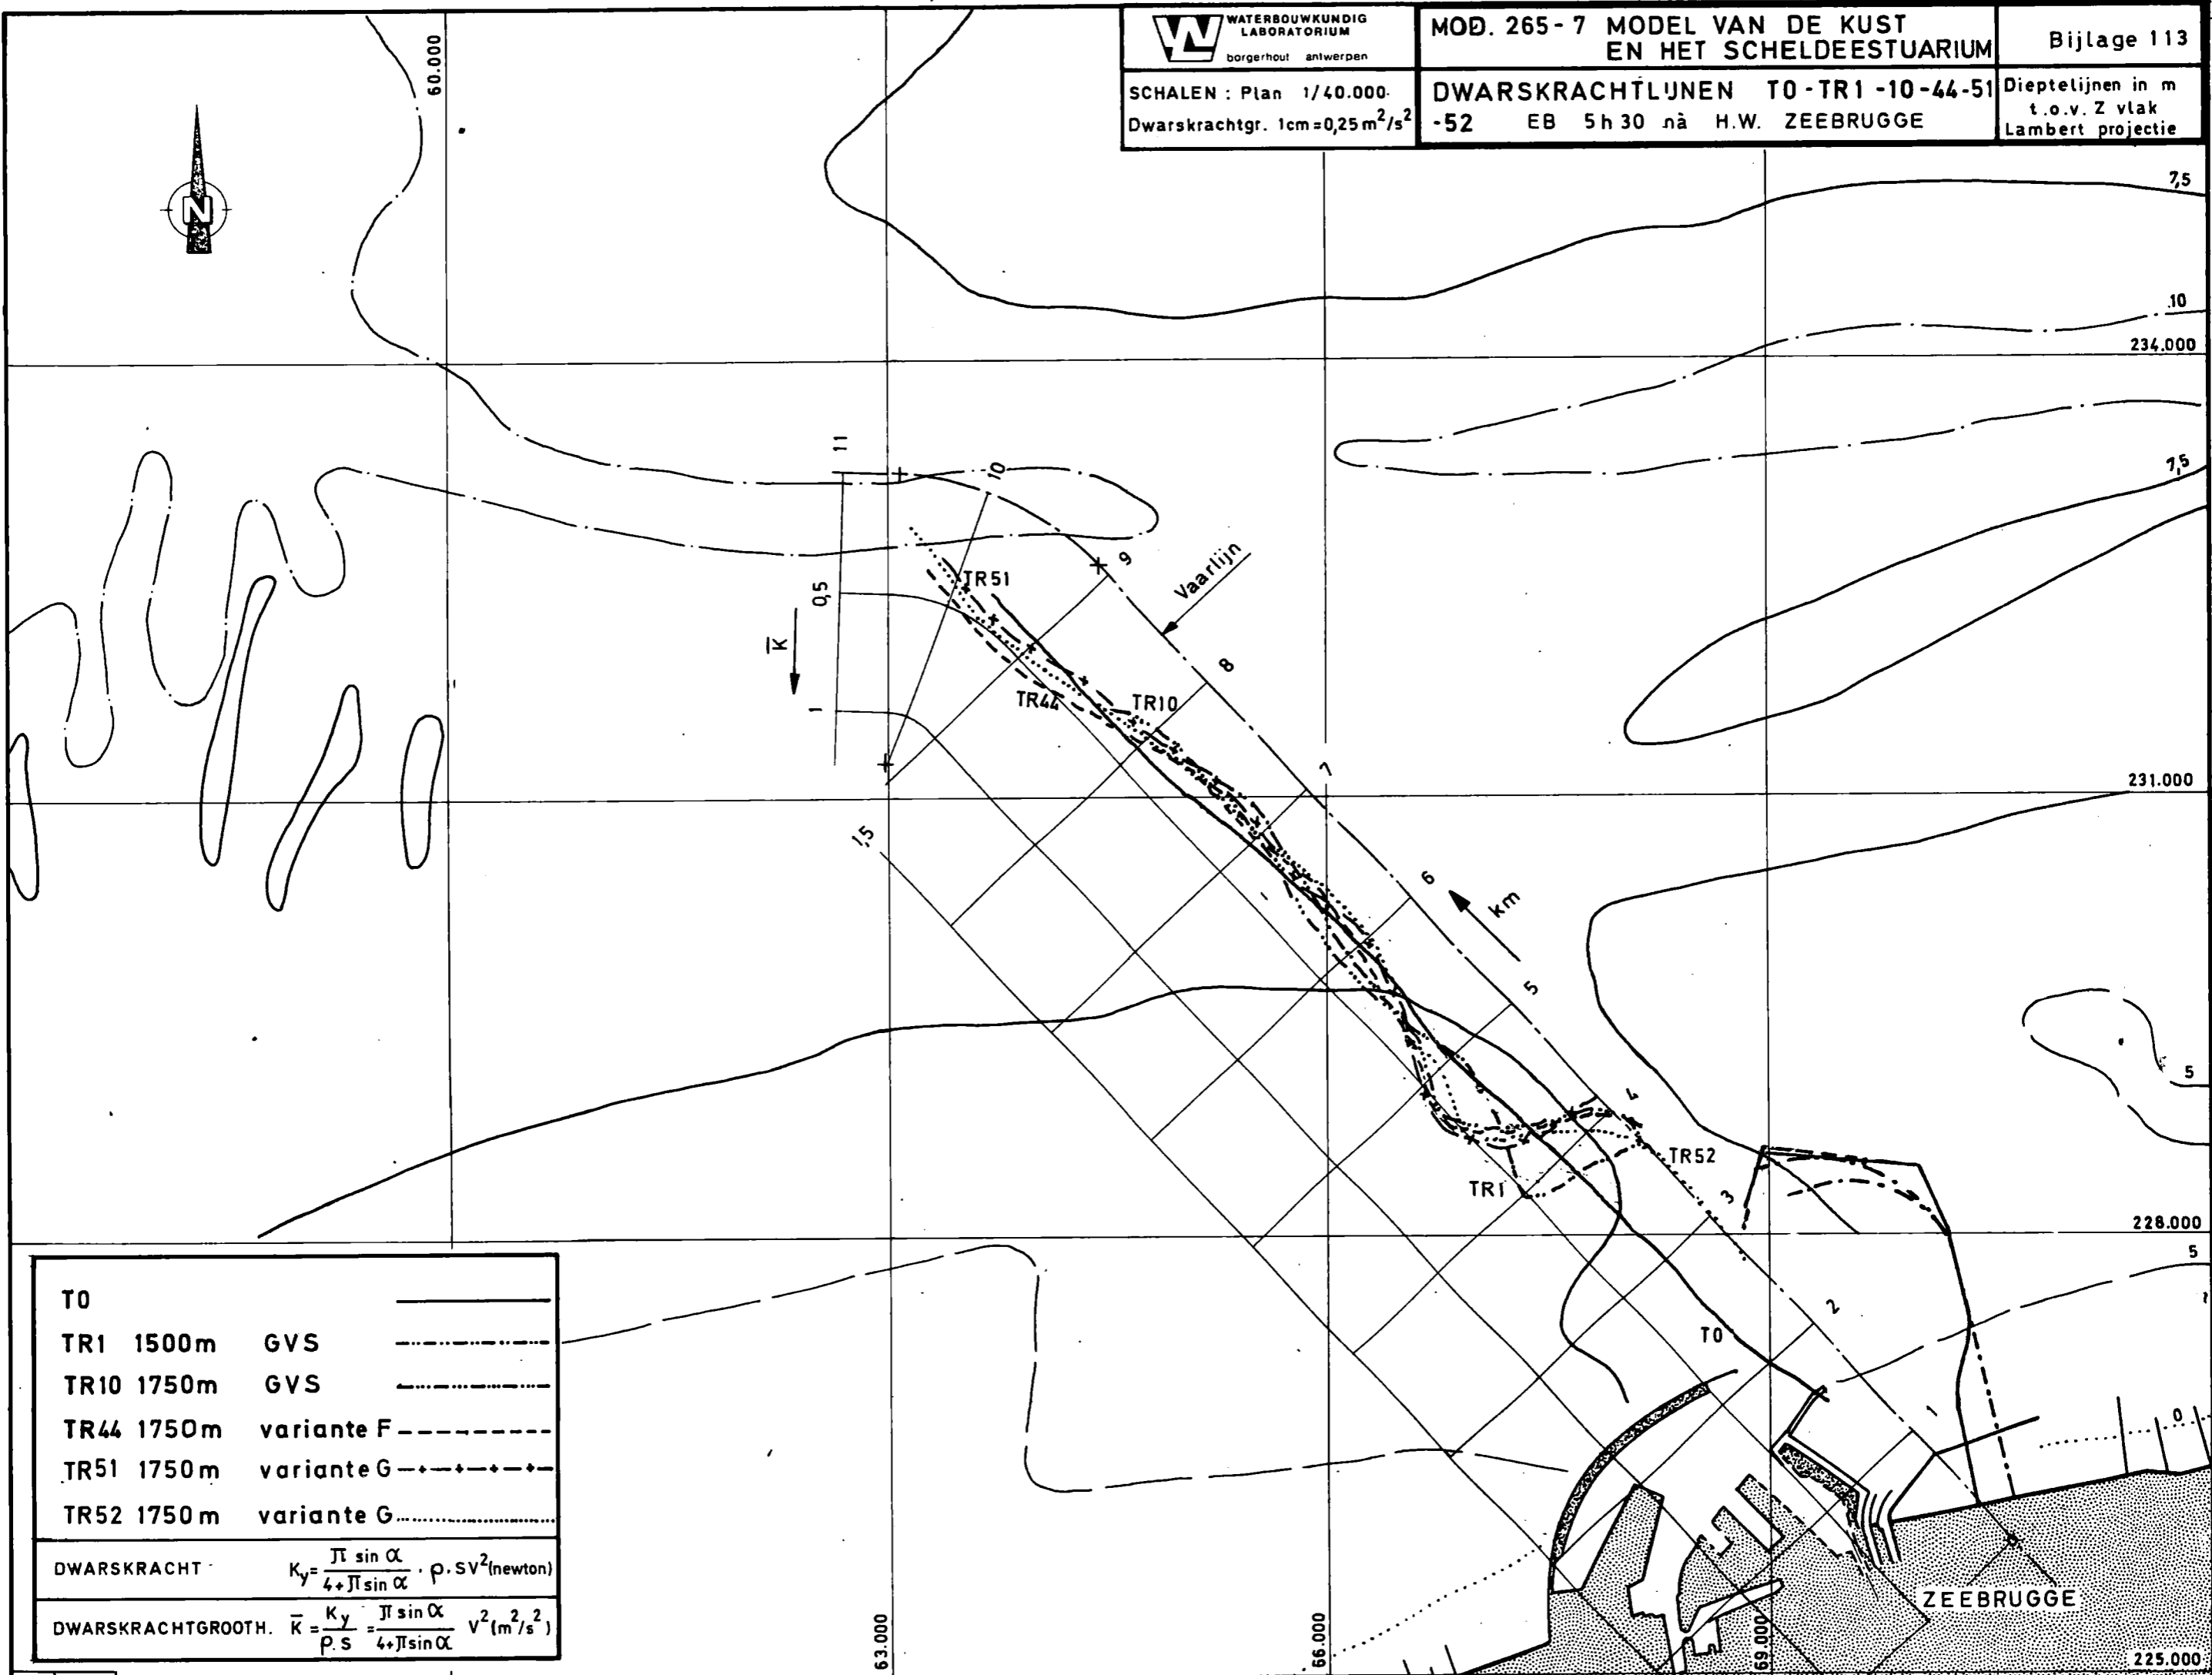 WATERBOUWKUNDIG
LABORATORIUM
borgerhout antwerpen
SCHALEN : Plan 1/40.000.
Dwarskrachtgr. 1cm=0,25m²/s²
MOD. 265-7 MODEL VAN DE KUST
EN HET SCHELDEESTUARIUM
DWARSKRACHTLIJNEN T0-TR1-10-44-51
-52 EB 5h30 nà H.W. ZEEBRUGGE
Bijlage 113
Dieptelijnen in m
t.o.v. Z vlak
Lambert projectie
60.000
N
7,5
10
234.000
7,5
11
10
9
Vaarlijn
0,5
TR51
K̅
8
TR44
TR10
1
7
231.000
1,5
6
km
5
5
4
TR52
TR1
3
228.000
5
2
T0
1
0
ZEEBRUGGE
63.000
66.000
69.000
225.000
T0
TR1 1500m GVS
TR10 1750m GVS
TR44 1750m variante F
TR51 1750m variante G
TR52 1750m variante G
DWARSKRACHT Ky = π sin α / (4+π sin α) · ρ.SV² (newton)
DWARSKRACHTGROOTH. K̅ = Ky / ρ.S = π sin α / (4+π sin α) V² (m²/s²)